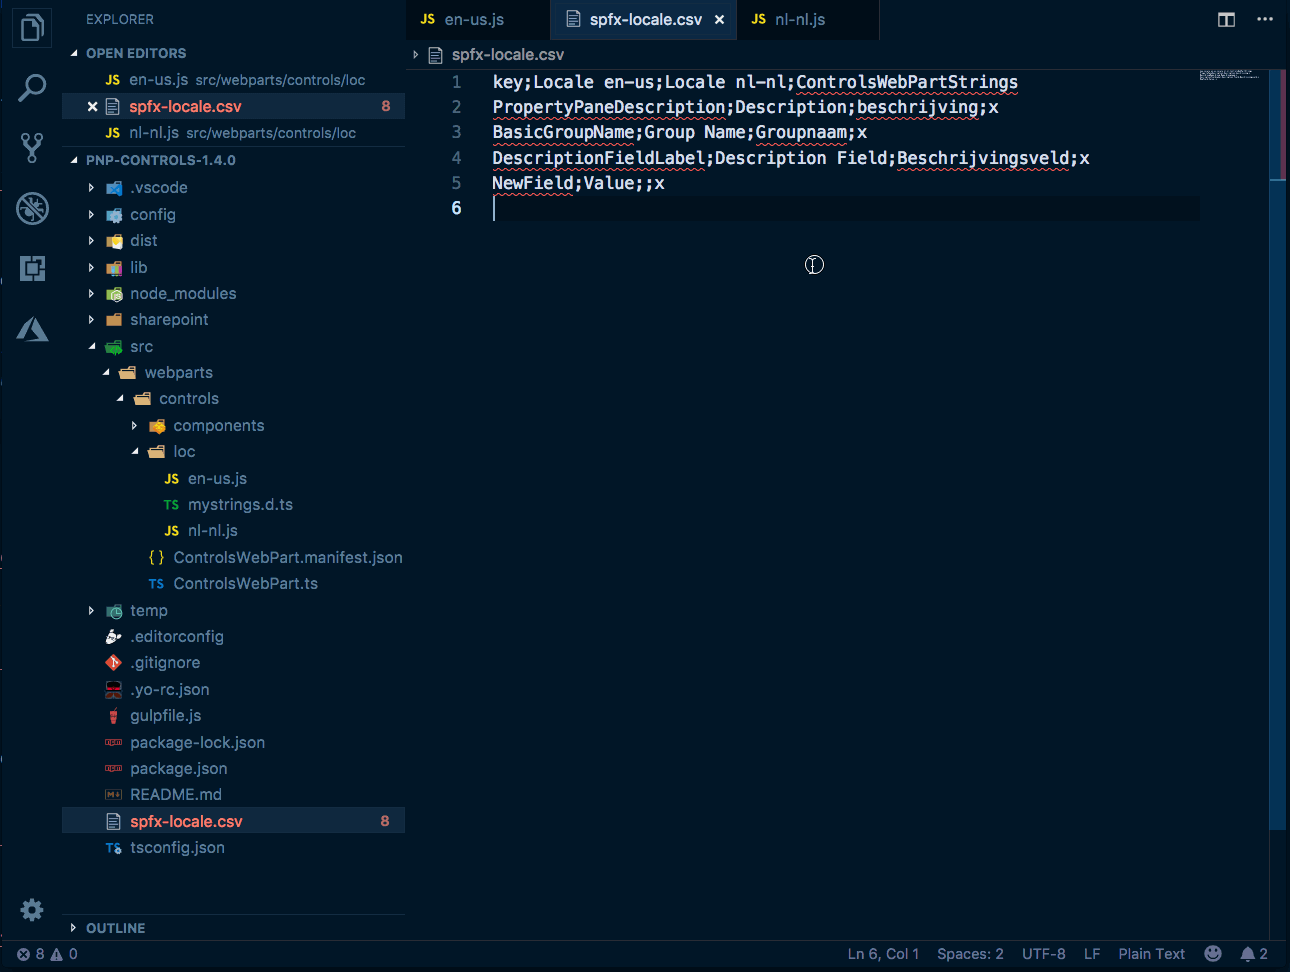 EXPLORER
OPEN EDITORS
JS en-us.js src/webparts/controls/loc
spfx-locale.csv 8
JS nl-nl.js src/webparts/controls/loc
PNP-CONTROLS-1.4.0
.vscode
config
dist
lib
node_modules
sharepoint
src
webparts
controls
components
loc
JS en-us.js
TS mystrings.d.ts
JS nl-nl.js
{ } ControlsWebPart.manifest.json
TS ControlsWebPart.ts
temp
.editorconfig
.gitignore
.yo-rc.json
gulpfile.js
package-lock.json
package.json
M README.md
spfx-locale.csv 8
TS tsconfig.json
OUTLINE
JS en-us.js
spfx-locale.csv ×
JS nl-nl.js
spfx-locale.csv
1 key;Locale en-us;Locale nl-nl;ControlsWebPartStrings
2 PropertyPaneDescription;Description;beschrijving;x
3 BasicGroupName;Group Name;Groupnaam;x
4 DescriptionFieldLabel;Description Field;Beschrijvingsveld;x
5 NewField;Value;;x
6
8 0
Ln 6, Col 1 Spaces: 2 UTF-8 LF Plain Text 2